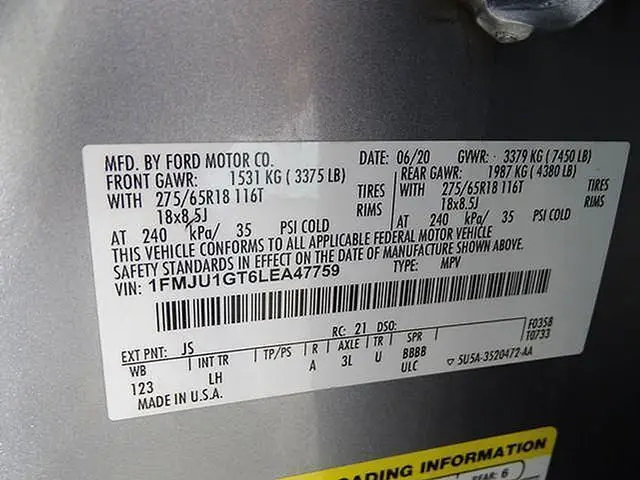 MFD. BY FORD MOTOR CO. DATE: 06/20 GVWR: 3379 KG (7450 LB)
FRONT GAWR: 1531 KG (3375 LB) REAR GAWR: 1987 KG (4380 LB)
WITH 275/65R18 116T TIRES WITH 275/65R18 116T TIRES
18x8.5J RIMS 18x8.5J RIMS
AT 240 kPa/ 35 PSI COLD AT 240 kPa/ 35 PSI COLD
THIS VEHICLE CONFORMS TO ALL APPLICABLE FEDERAL MOTOR VEHICLE
SAFETY STANDARDS IN EFFECT ON THE DATE OF MANUFACTURE SHOWN ABOVE.
VIN: 1FMJU1GT6LEA47759 TYPE: MPV
F0358
T0733
EXT PNT: JS RC: 21 DSO:
WB INT TR TP/PS R AXLE TR SPR
123 LH A 3L U BBBB
ULC
▽ 5U5A-3520472-AA
MADE IN U.S.A.
ADING INFORMATION
REAR: 6